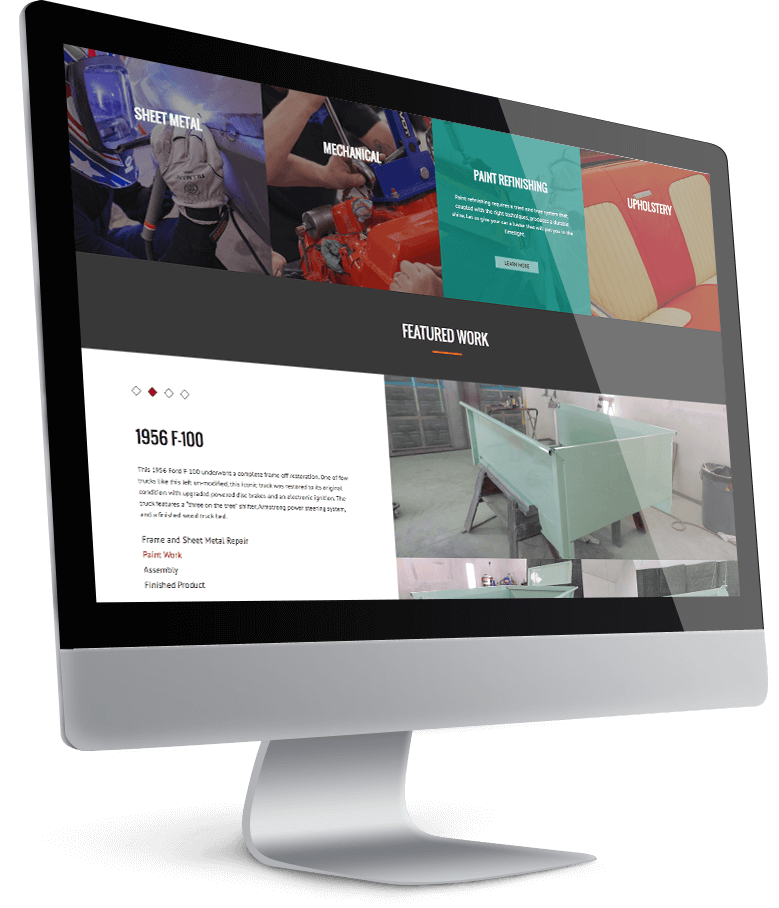 SHEET METAL
MECHANICAL
PAINT REFINISHING
Paint refinishing requires a tried and true system that,
coupled with the right techniques, produces a durable
shine. Let us give your car a luster that will put you in the
limelight.
LEARN MORE
UPHOLSTERY
FEATURED WORK
1956 F-100
This 1956 Ford F-100 underwent a complete frame off restoration. One of few
trucks like this left un-modified, this iconic truck was restored to its original
condition with upgraded powered disc brakes and an electronic ignition. The
truck features a "three on the tree" shifter, Armstrong power steering system,
and a finished wood truck bed.
Frame and Sheet Metal Repair
Paint Work
Assembly
Finished Product